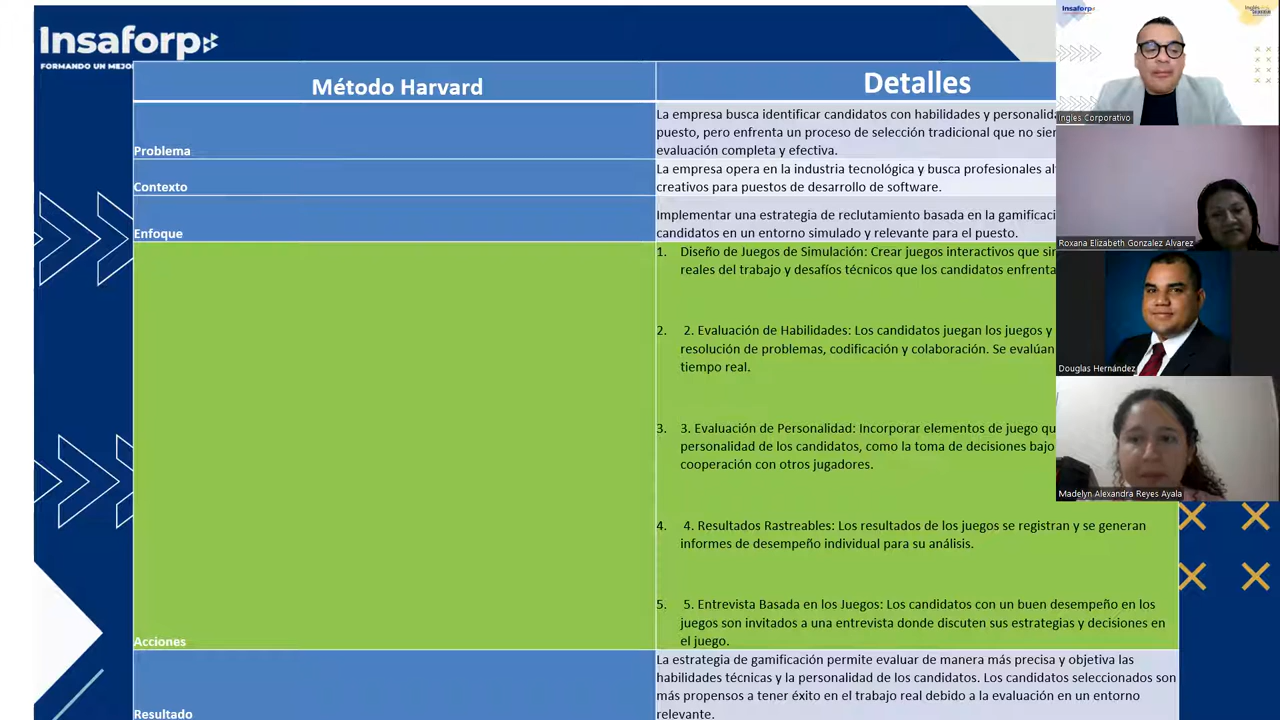 Insaforp
FORMANDO UN MEJO
Método Harvard
Detalles
Problema
La empresa busca identificar candidatos con habilidades y personalida
puesto, pero enfrenta un proceso de selección tradicional que no sie
evaluación completa y efectiva.
Contexto
La empresa opera en la industria tecnológica y busca profesionales al
creativos para puestos de desarrollo de software.
Enfoque
Implementar una estrategia de reclutamiento basada en la gamificaci
candidatos en un entorno simulado y relevante para el puesto.
Acciones
1. Diseño de Juegos de Simulación: Crear juegos interactivos que si
reales del trabajo y desafíos técnicos que los candidatos enfrenta
2. 2. Evaluación de Habilidades: Los candidatos juegan los juegos y
resolución de problemas, codificación y colaboración. Se evalúan
tiempo real.
3. 3. Evaluación de Personalidad: Incorporar elementos de juego qu
personalidad de los candidatos, como la toma de decisiones bajo
cooperación con otros jugadores.
4. 4. Resultados Rastreables: Los resultados de los juegos se registran y se generan
informes de desempeño individual para su análisis.
5. 5. Entrevista Basada en los Juegos: Los candidatos con un buen desempeño en los
juegos son invitados a una entrevista donde discuten sus estrategias y decisiones en
el juego.
Resultado
La estrategia de gamificación permite evaluar de manera más precisa y objetiva las
habilidades técnicas y la personalidad de los candidatos. Los candidatos seleccionados son
más propensos a tener éxito en el trabajo real debido a la evaluación en un entorno
relevante.
Insaforp
Ingles Corporativo
Roxana Elizabeth Gonzalez Alvarez
Douglas Hernández
Madelyn Alexandra Reyes Ayala